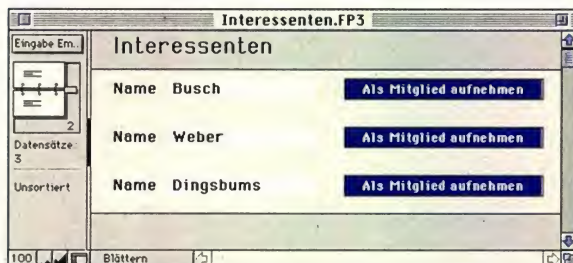 Interessenten.FP3
Eingabe Em..
Interessenten
Name Busch Als Mitglied aufnehmen
2
Name Weber Als Mitglied aufnehmen
Datensätze:
3
Unsortiert
Name Dingsbums Als Mitglied aufnehmen
100 Blättern